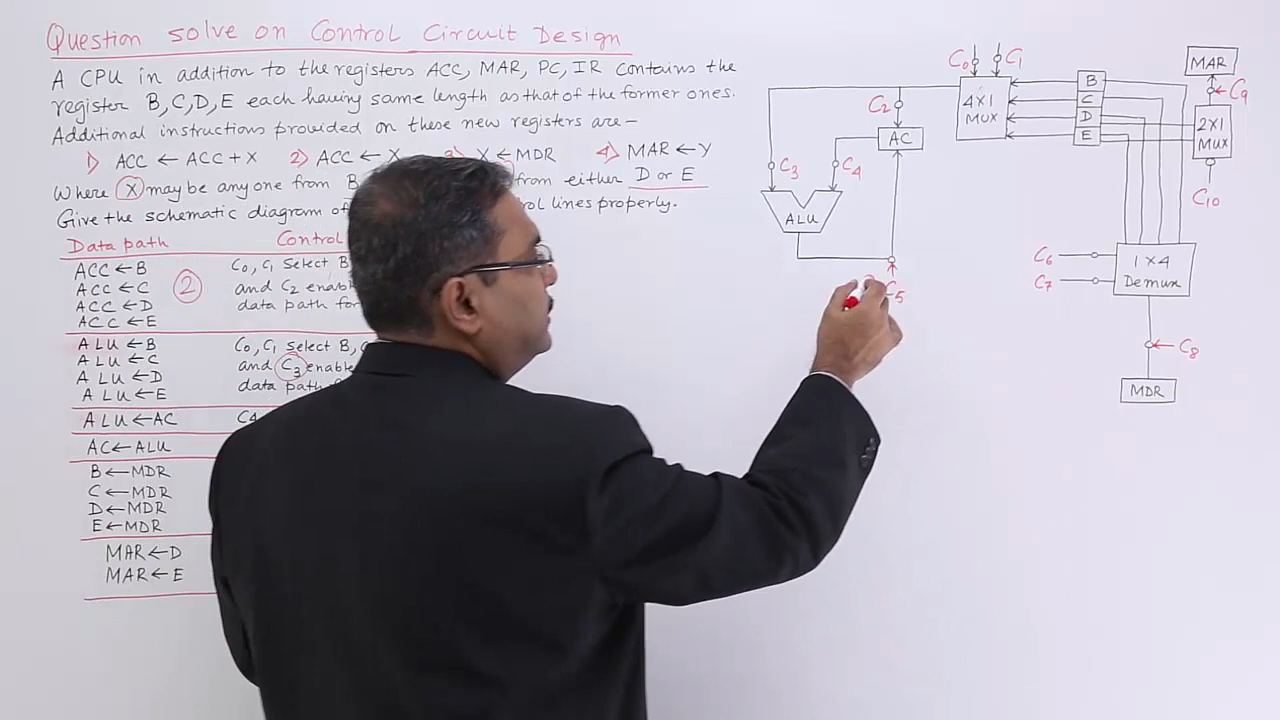 Question solve on Control Circuit Design
A CPU in addition to the registers ACC, MAR, PC, IR contains the
register B, C, D, E each having same length as that of the former ones.
Additional instructions provided on these new registers are—
1) ACC ← ACC + X 2) ACC ← X 3) X ← MDR 4) MAR ← Y
Where X may be any one from B from either D or E
Give the schematic diagram of control lines properly.
Data path Control
ACC ← B
ACC ← C
ACC ← D
ACC ← E
2
C0, C1 Select B
and C2 enab
data path for
ALU ← B
ALU ← C
ALU ← D
ALU ← E
C0, C1 select B, C
and C3 enable
data path
ALU ← AC C4
AC ← ALU
B ← MDR
C ← MDR
D ← MDR
E ← MDR
MAR ← D
MAR ← E
C0 C1
4X1
MUX
B
C
D
E
MAR
C9
2X1
MUX
C10
C2
AC
C3
C4
ALU
C5
C6
C7
1X4
Demux
C8
MDR